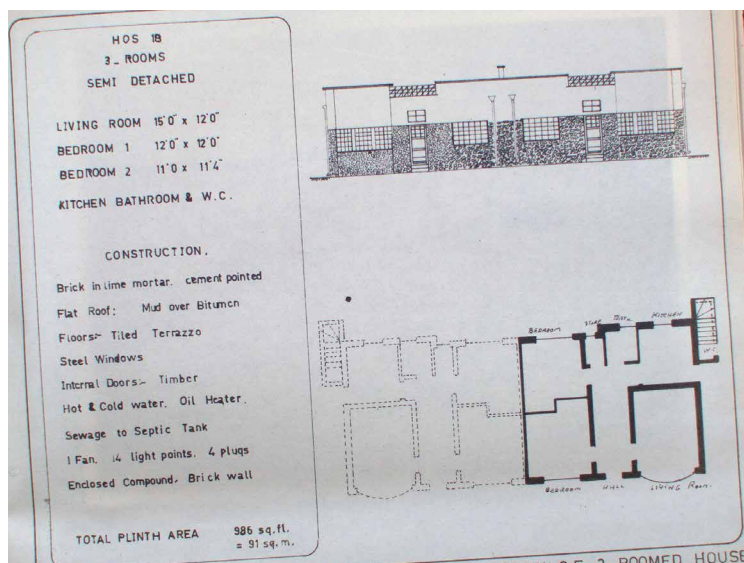 HOS 1B
3_ ROOMS
SEMI DETACHED
LIVING ROOM 15'0" x 12'0"
BEDROOM 1 12'0" x 12'0"
BEDROOM 2 11'0 x 11'4"
KITCHEN BATHROOM & W.C.
CONSTRUCTION.
Brick in lime mortar. cement pointed
Flat Roof: Mud over Bitumen
Floors:- Tiled Terrazzo
Steel Windows
Internal Doors:- Timber
Hot & Cold water. Oil Heater.
Sewage to Septic Tank
1 Fan. 14 light points. 4 plugs
Enclosed Compound- Brick wall
TOTAL PLINTH AREA 986 sq.ft.
= 91 sq.m.
BEDROOM STORE KITCHEN
W.C.
BEDROOM HALL LIVING ROOM.
3 ROOMED HOUSE